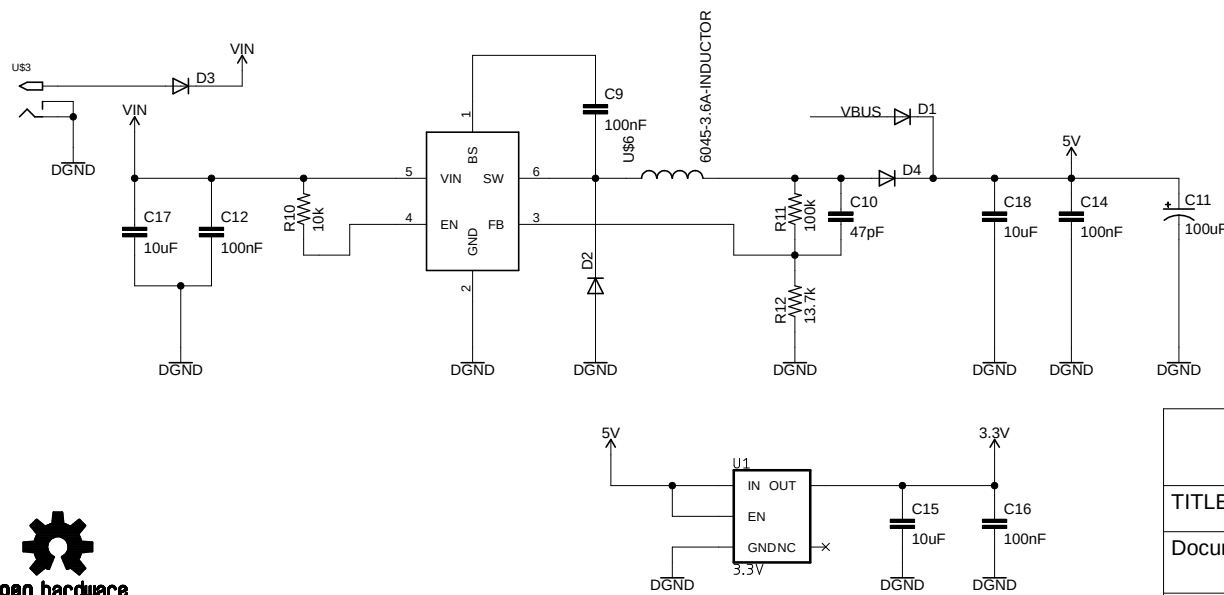 U$3
D3
VIN
VIN
C17
10uF
C12
100nF
DGND
DGND
R10
10k
5
4
VIN
EN
BS
GND
SW
FB
1
2
6
3
DGND
C9
100nF
D2
DGND
U$6
6045-3.6A-INDUCTOR
R11
100k
C10
47pF
R12
13.7k
DGND
VBUS
D1
D4
5V
C18
10uF
C14
100nF
C11
100uF
+
DGND
DGND
DGND
5V
U1
IN OUT
EN
GND NC
3.3V
DGND
3.3V
C15
10uF
C16
100nF
DGND
DGND
TITLE
Docum
open hardware